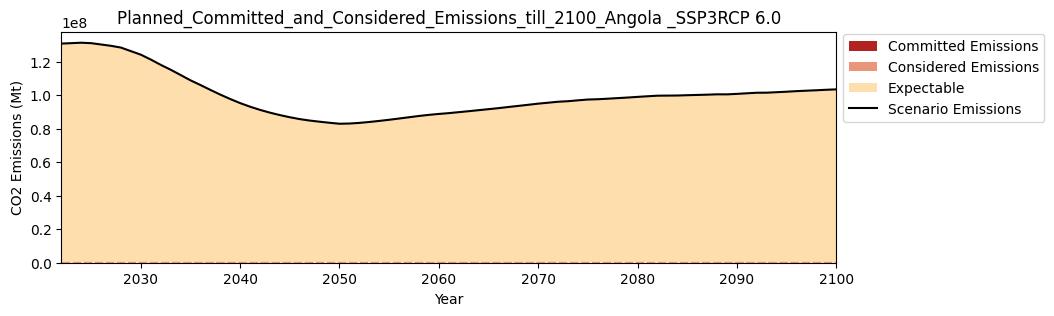 Planned_Committed_and_Considered_Emissions_till_2100_Angola _SSP3RCP 6.0
1e8
1.2
1.0
0.8
0.6
0.4
0.2
0.0
CO2 Emissions (Mt)
2030 2040 2050 2060 2070 2080 2090 2100
Year
Committed Emissions
Considered Emissions
Expectable
Scenario Emissions